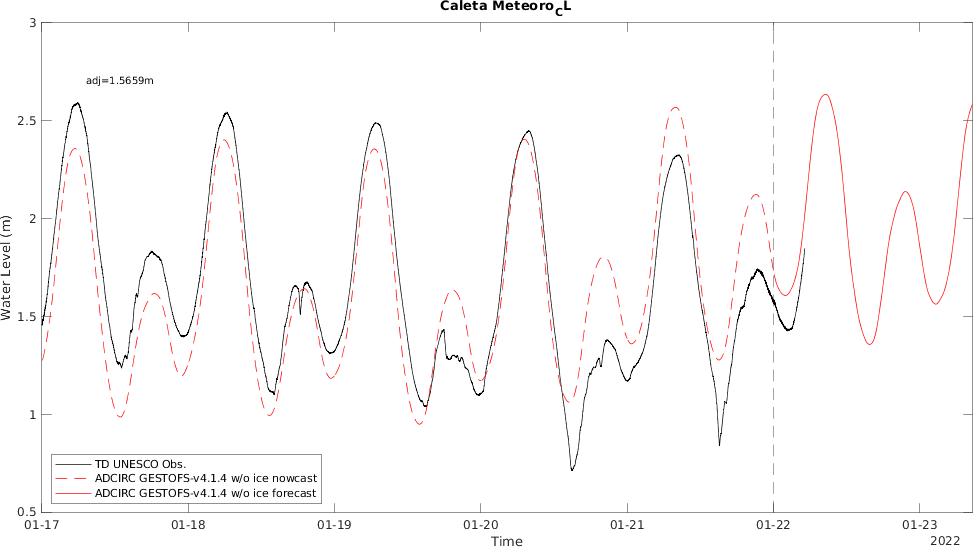 Caleta Meteoro_CL
3
adj=1.5659m
2.5
2
Water Level (m)
1.5
1
TD UNESCO Obs.
ADCIRC GESTOFS-v4.1.4 w/o ice nowcast
ADCIRC GESTOFS-v4.1.4 w/o ice forecast
0.5
01-17 01-18 01-19 01-20 01-21 01-22 01-23
Time 2022